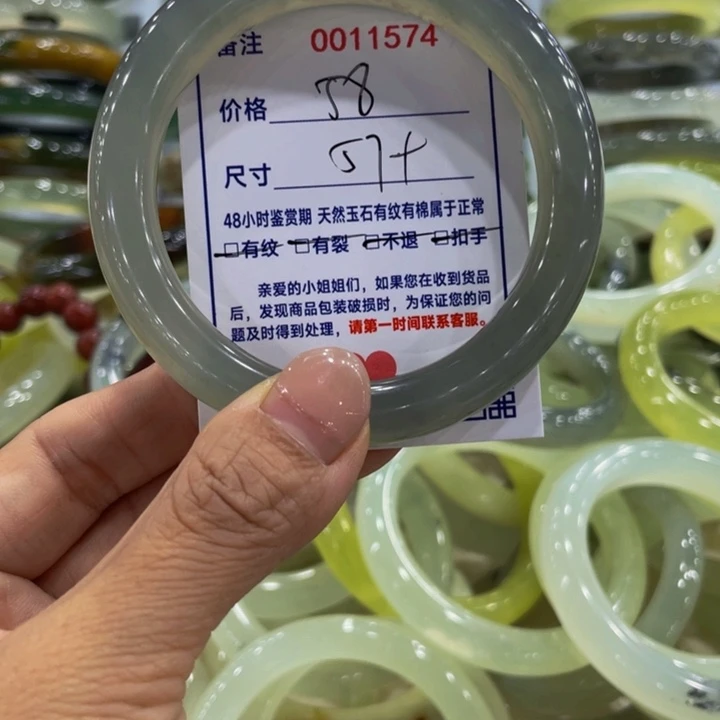 备注 0011574
价格 58
尺寸 57+
48小时鉴赏期 天然玉石有纹有棉属于正常
□有纹 □有裂 □不退 □扣手
亲爱的小姐姐们，如果您在收到货品
后，发现商品包装破损时，为保证您的问
题及时得到处理，请第一时间联系客服。